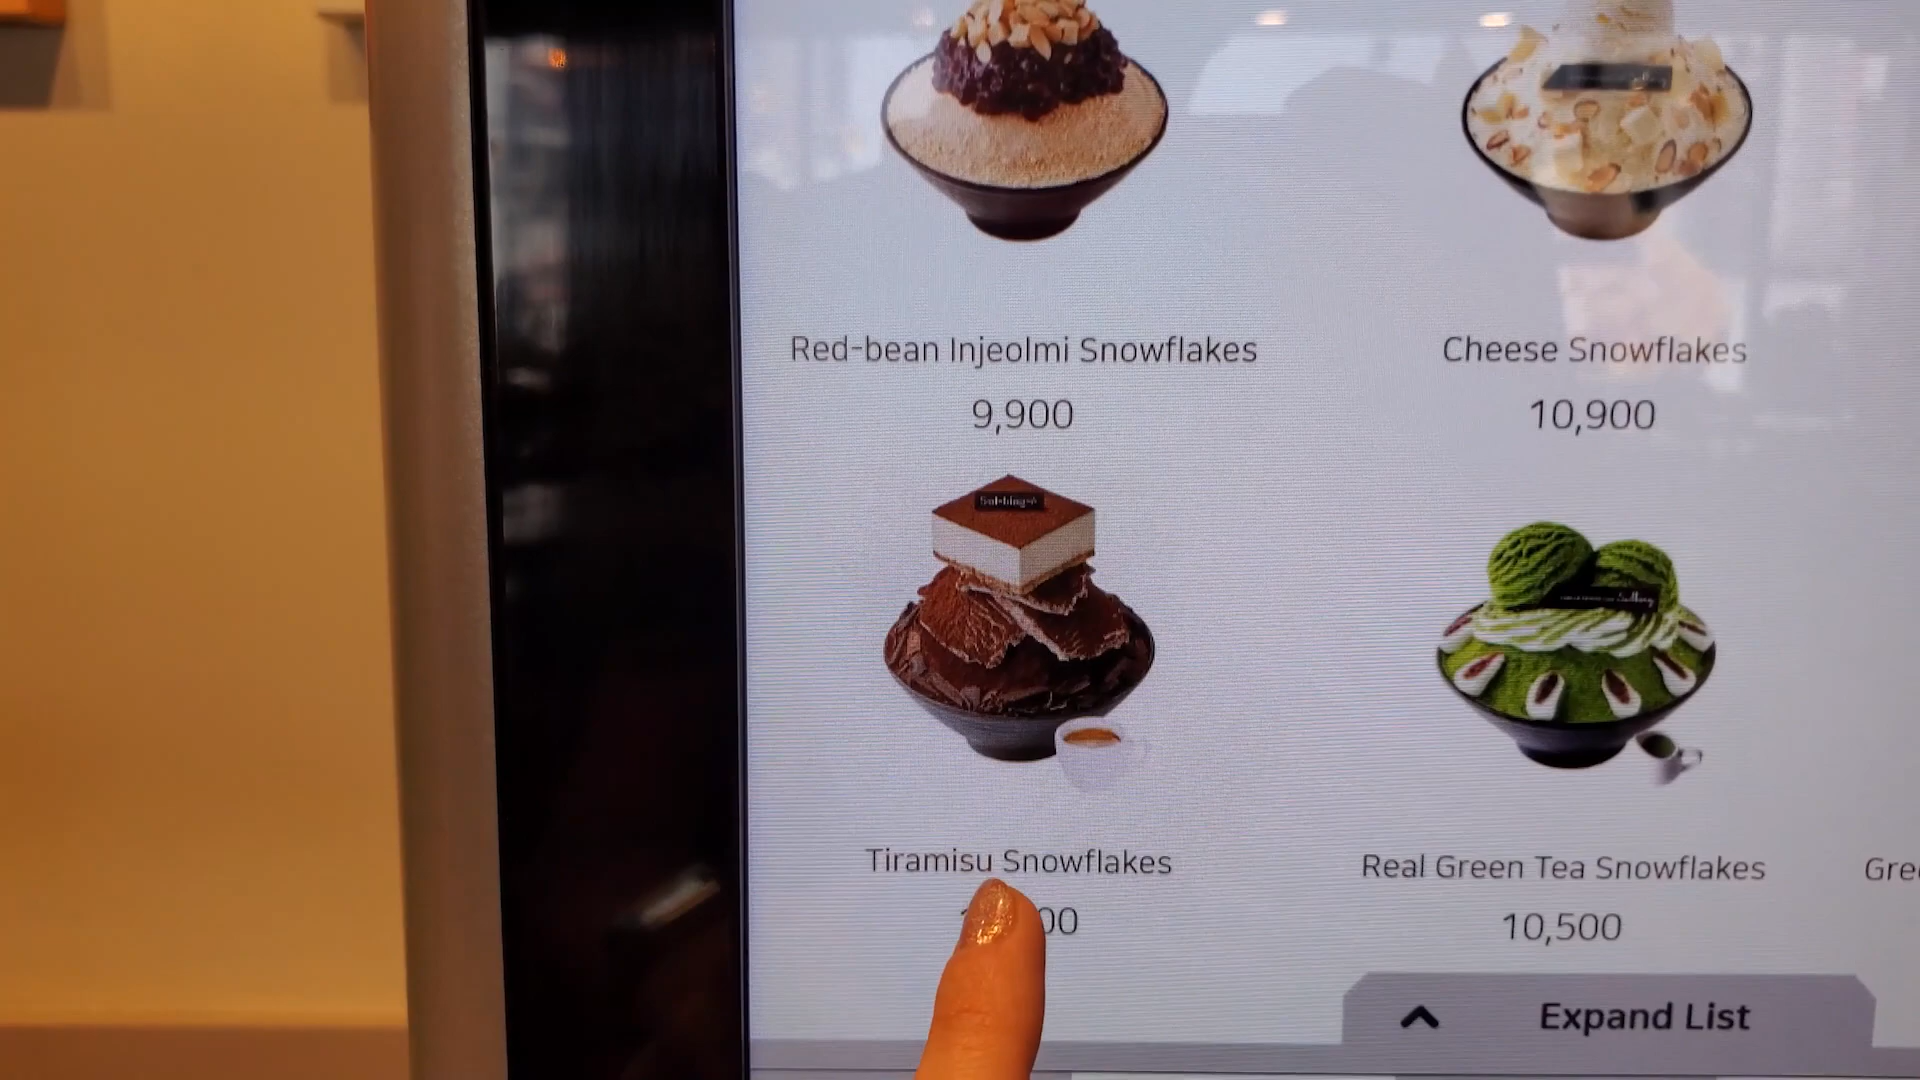 Red-bean Injeolmi Snowflakes
Cheese Snowflakes
9,900
10,900
Tiramisu Snowflakes
Real Green Tea Snowflakes
10,500
Expand List